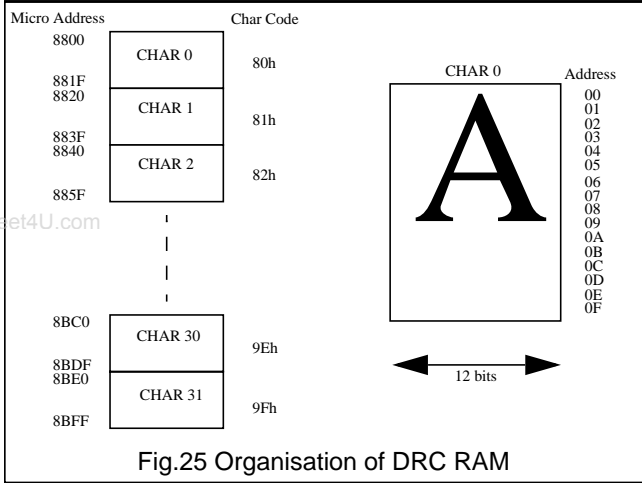 Micro Address
Char Code
8800
CHAR 0
80h
881F
8820
CHAR 1
81h
883F
8840
CHAR 2
82h
885F
8BC0
CHAR 30
9Eh
8BDF
8BE0
CHAR 31
9Fh
8BFF
et4U.com
CHAR 0
Address
A
00
01
02
03
04
05
06
07
08
09
0A
0B
0C
0D
0E
0F
12 bits
Fig.25 Organisation of DRC RAM